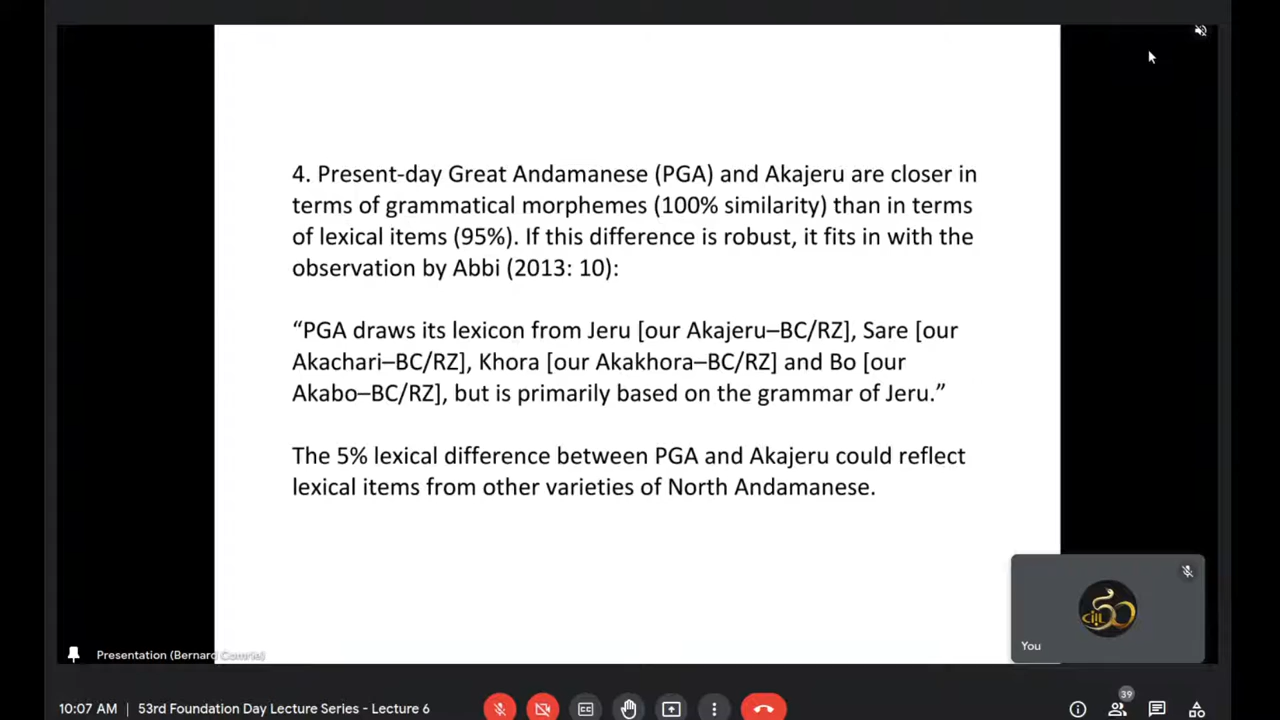 4. Present-day Great Andamanese (PGA) and Akajeru are closer in
terms of grammatical morphemes (100% similarity) than in terms
of lexical items (95%). If this difference is robust, it fits in with the
observation by Abbi (2013: 10):
“PGA draws its lexicon from Jeru [our Akajeru–BC/RZ], Sare [our
Akachari–BC/RZ], Khora [our Akakhora–BC/RZ] and Bo [our
Akabo–BC/RZ], but is primarily based on the grammar of Jeru.”
The 5% lexical difference between PGA and Akajeru could reflect
lexical items from other varieties of North Andamanese.
50
CIIL
You
Presentation (Bernard Comrie)
39
10:07 AM | 53rd Foundation Day Lecture Series - Lecture 6